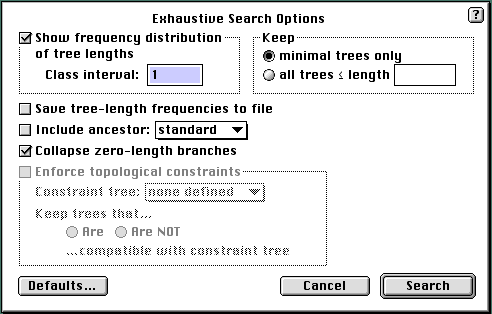 Exhaustive Search Options
?
Show frequency distribution
of tree lengths
Class interval: 1
Keep
minimal trees only
all trees ≤ length
Save tree-length frequencies to file
Include ancestor: standard
Collapse zero-length branches
Enforce topological constraints
Constraint tree: none defined
Keep trees that...
Are Are NOT
...compatible with constraint tree
Defaults... Cancel Search